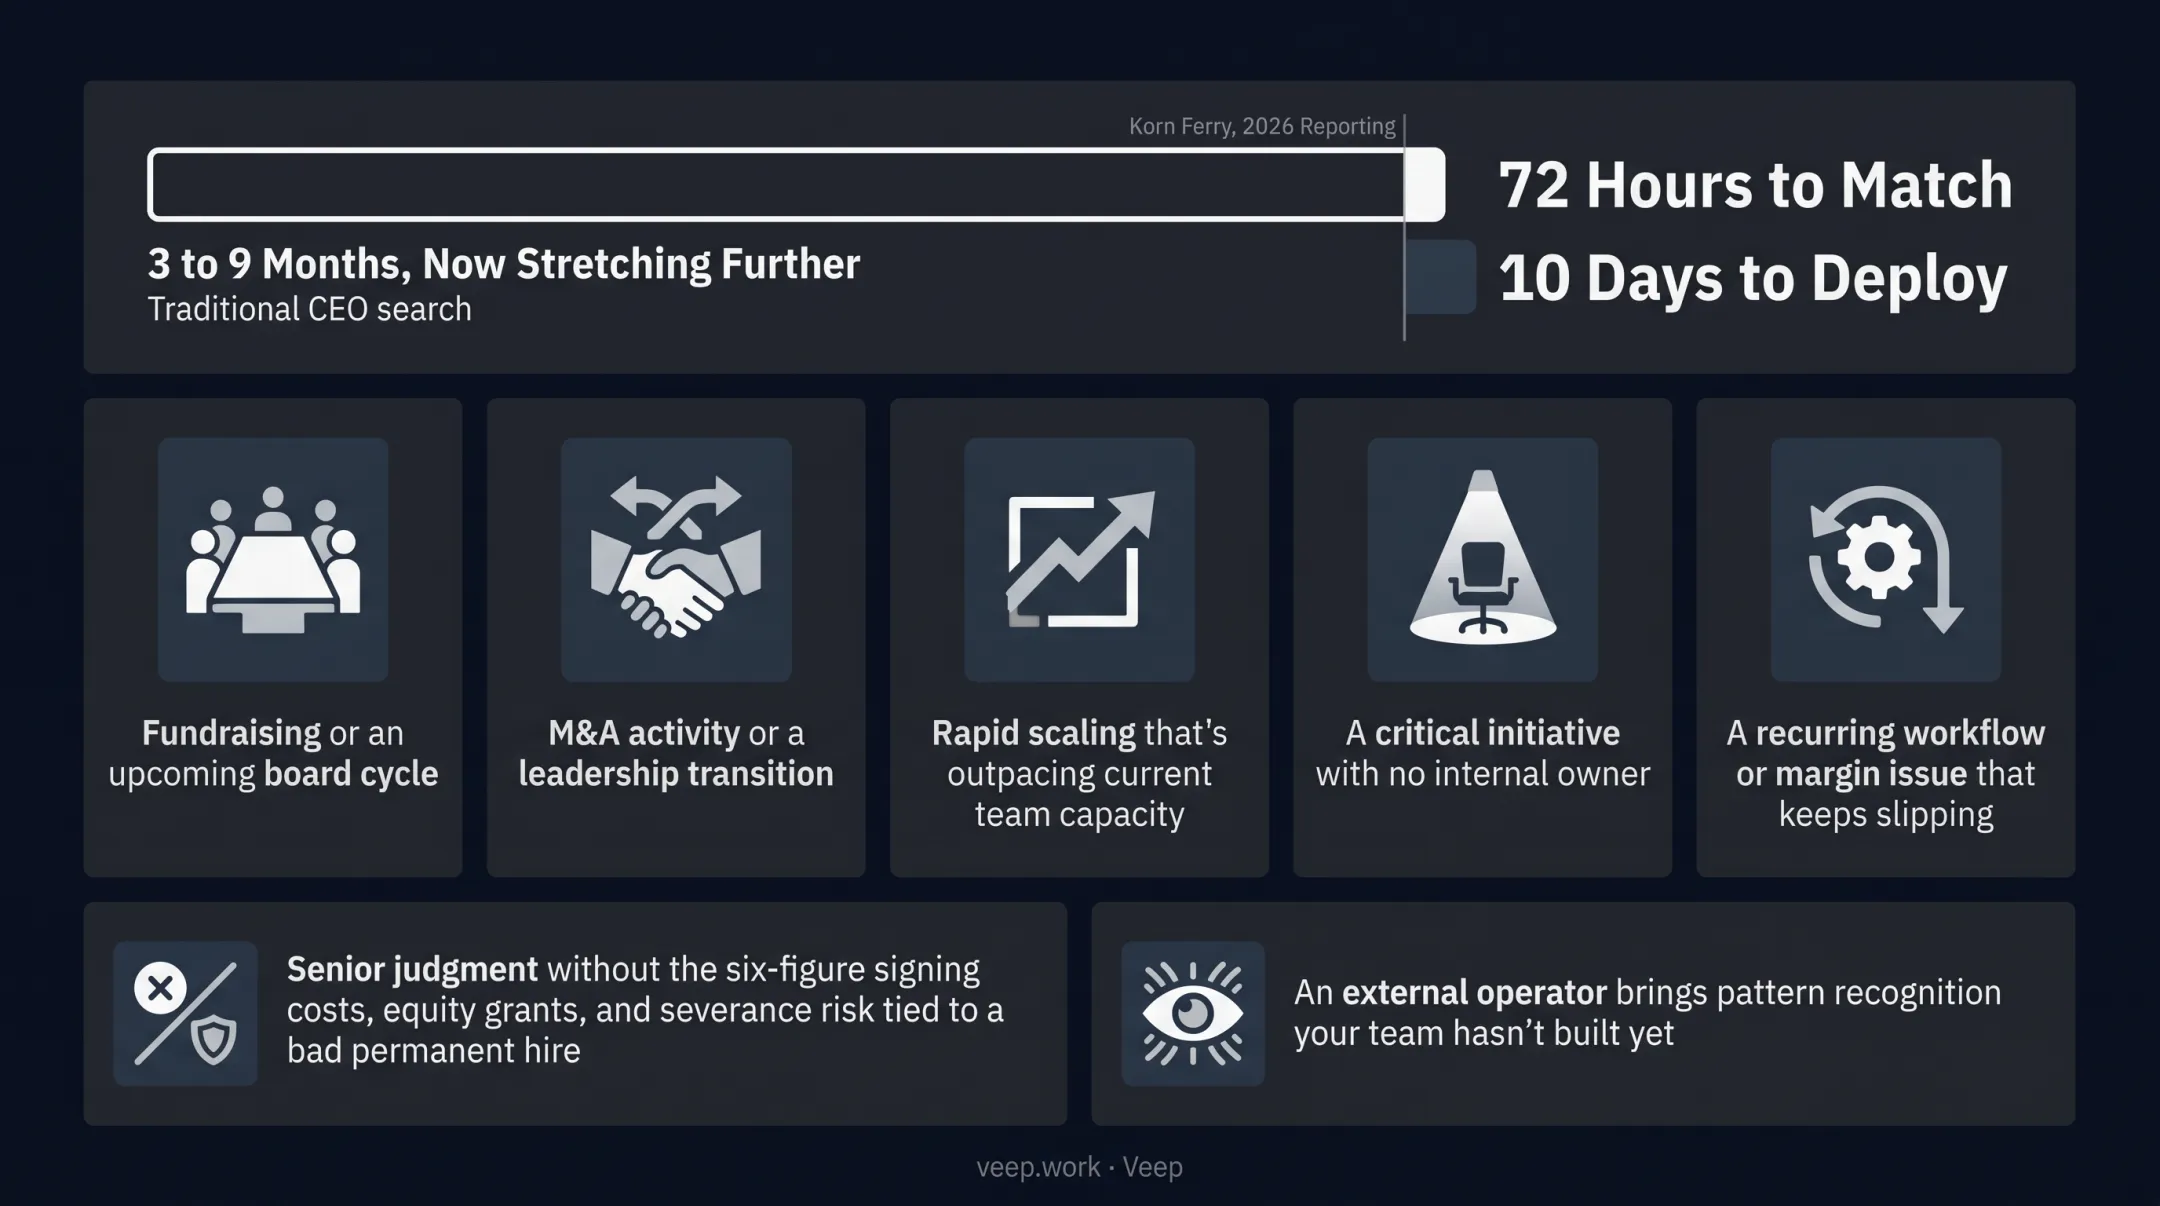 Korn Ferry, 2026 Reporting
72 Hours to Match
3 to 9 Months, Now Stretching Further
Traditional CEO search
10 Days to Deploy
Fundraising or an
upcoming board cycle
M&A activity or a
leadership transition
Rapid scaling that's
outpacing current
team capacity
A critical initiative
with no internal owner
A recurring workflow
or margin issue that
keeps slipping
Senior judgment without the six-figure signing
costs, equity grants, and severance risk tied to a
bad permanent hire
An external operator brings pattern recognition
your team hasn't built yet
veep.work · Veep